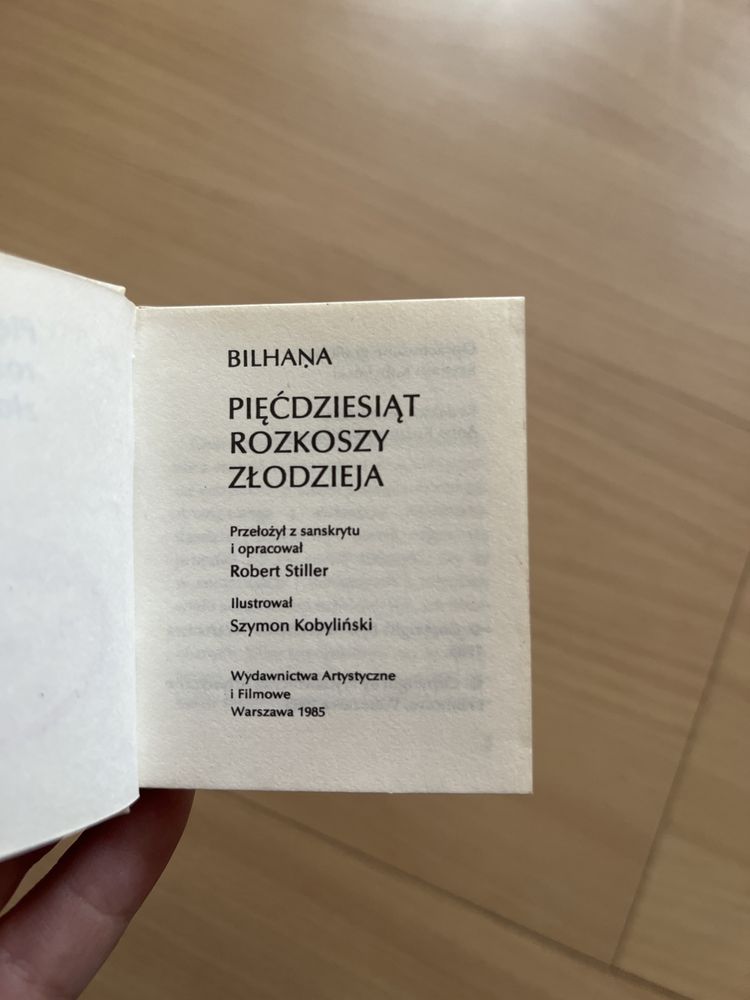 BILHAṆA
PIĘĆDZIESIĄT
ROZKOSZY
ZŁODZIEJA
Przełożył z sanskrytu
i opracował
Robert Stiller
Ilustrował
Szymon Kobyliński
Wydawnictwa Artystyczne
i Filmowe
Warszawa 1985